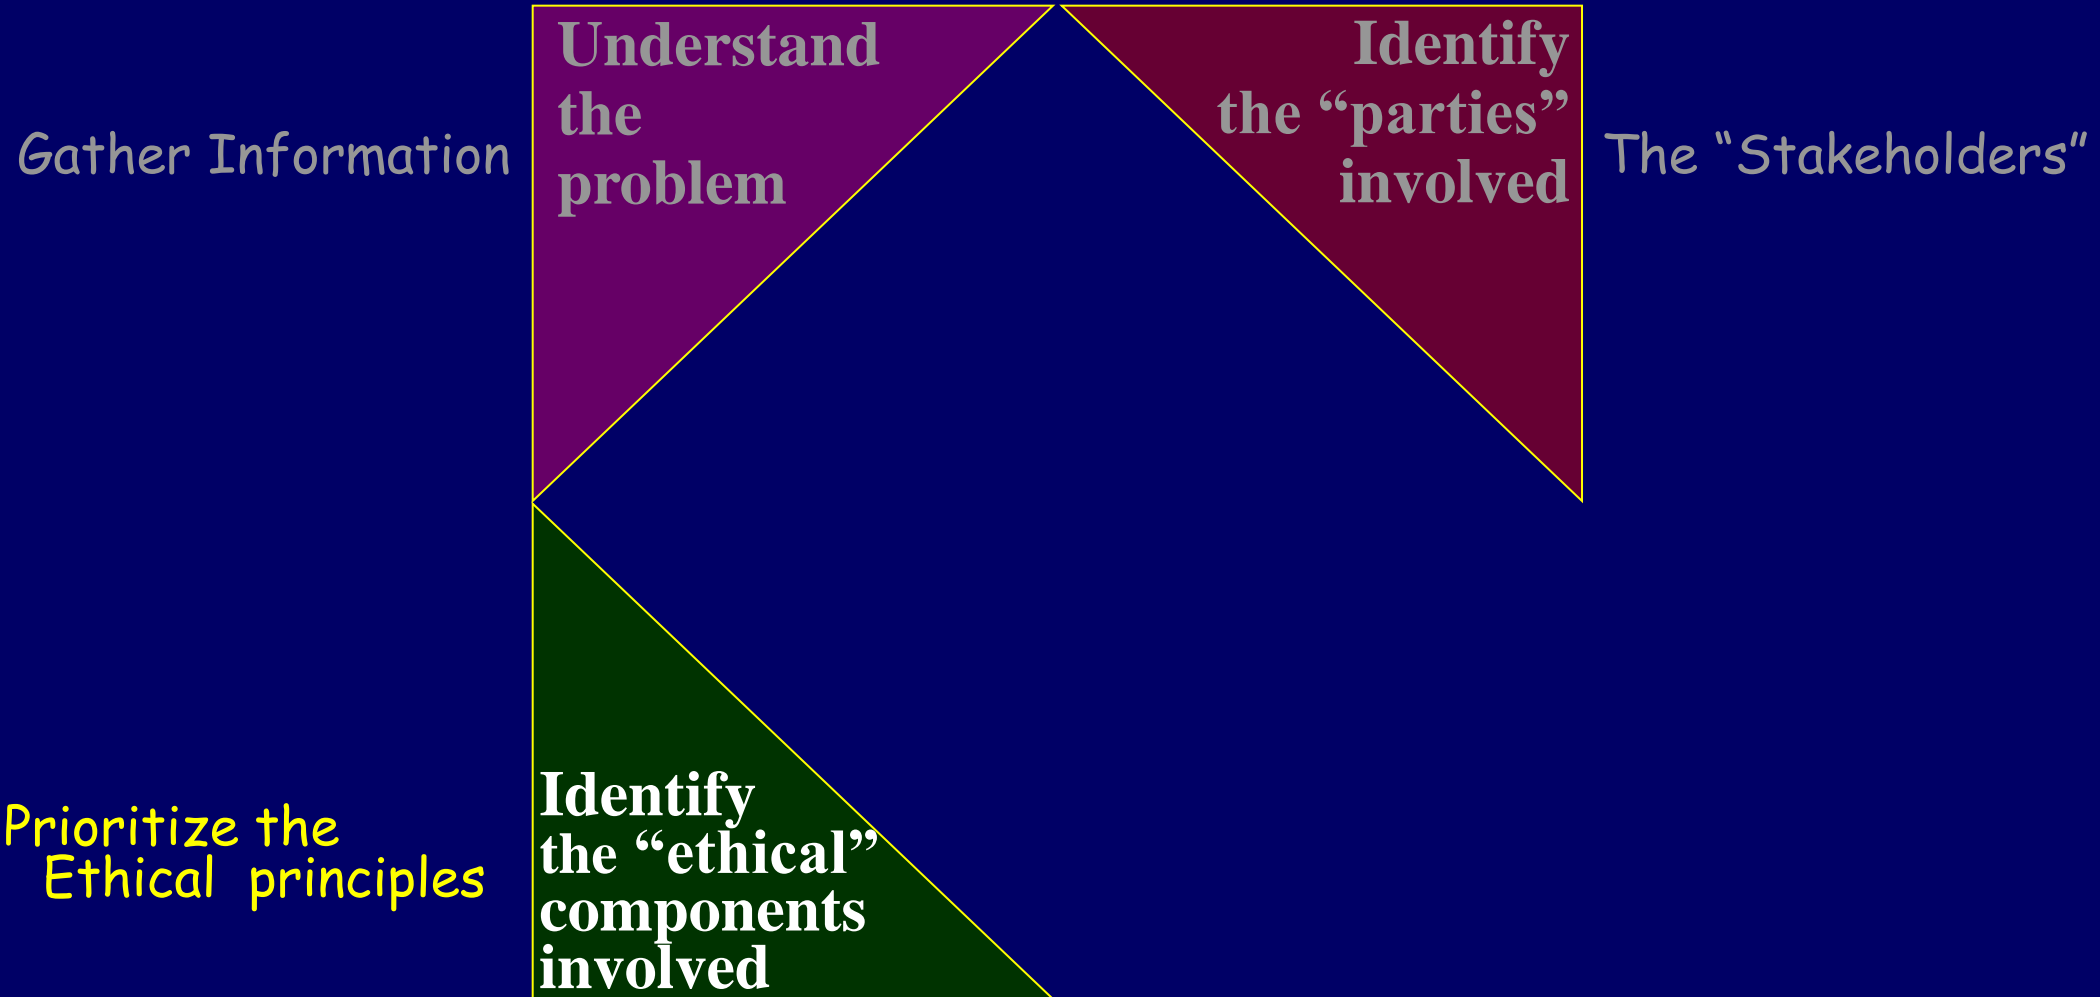 Gather Information
Understand
the
problem
Identify
the “parties”
involved
The “Stakeholders”
Prioritize the
Ethical principles
Identify
the “ethical”
components
involved